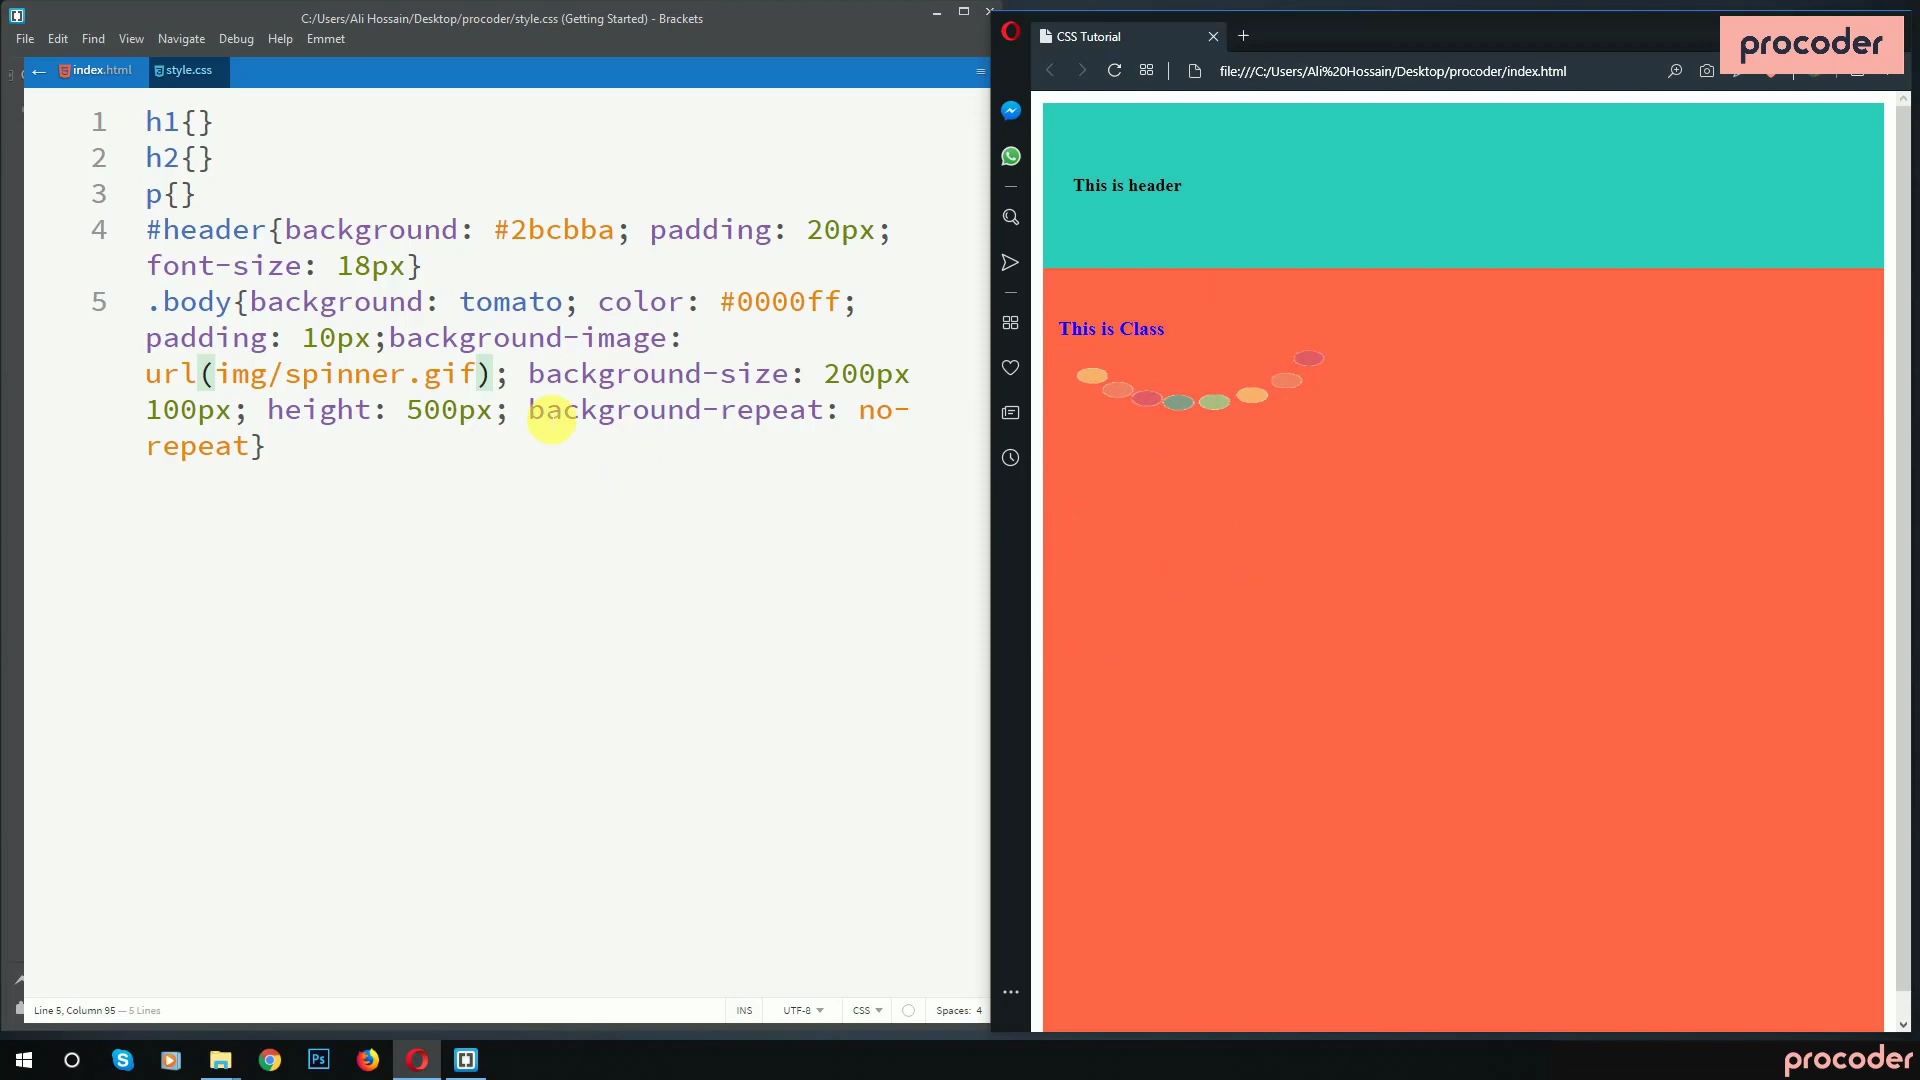 C:/Users/Ali Hossain/Desktop/procoder/style.css (Getting Started) - Brackets
File Edit Find View Navigate Debug Help Emmet
index.html style.css
1 h1{}
2 h2{}
3 p{}
4 #header{background: #2bcbba; padding: 20px;
font-size: 18px}
5 .body{background: tomato; color: #0000ff;
padding: 10px;background-image:
url(img/spinner.gif); background-size: 200px
100px; height: 500px; background-repeat: no-
repeat}
Line 5, Column 95 — 5 Lines
INS UTF-8 CSS Spaces: 4
CSS Tutorial
procoder
file:///C:/Users/Ali%20Hossain/Desktop/procoder/index.html
This is header
This is Class
Ps
procoder